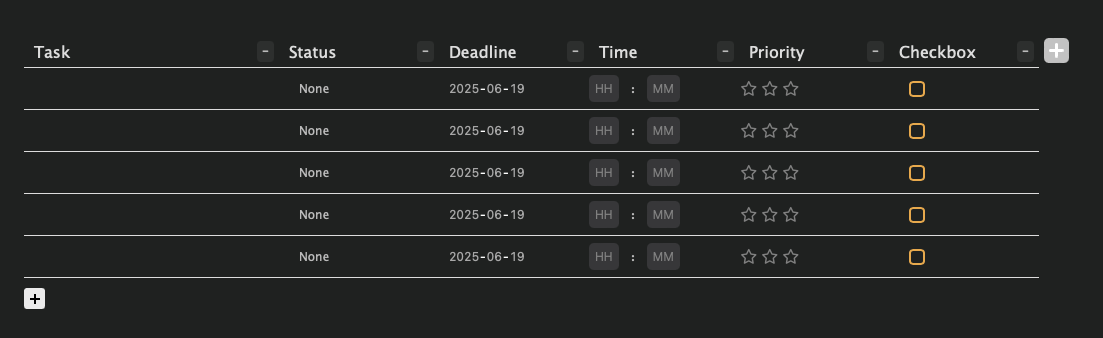 Task - Status - Deadline - Time - Priority - Checkbox - +
None 2025-06-19 HH : MM
None 2025-06-19 HH : MM
None 2025-06-19 HH : MM
None 2025-06-19 HH : MM
None 2025-06-19 HH : MM
+